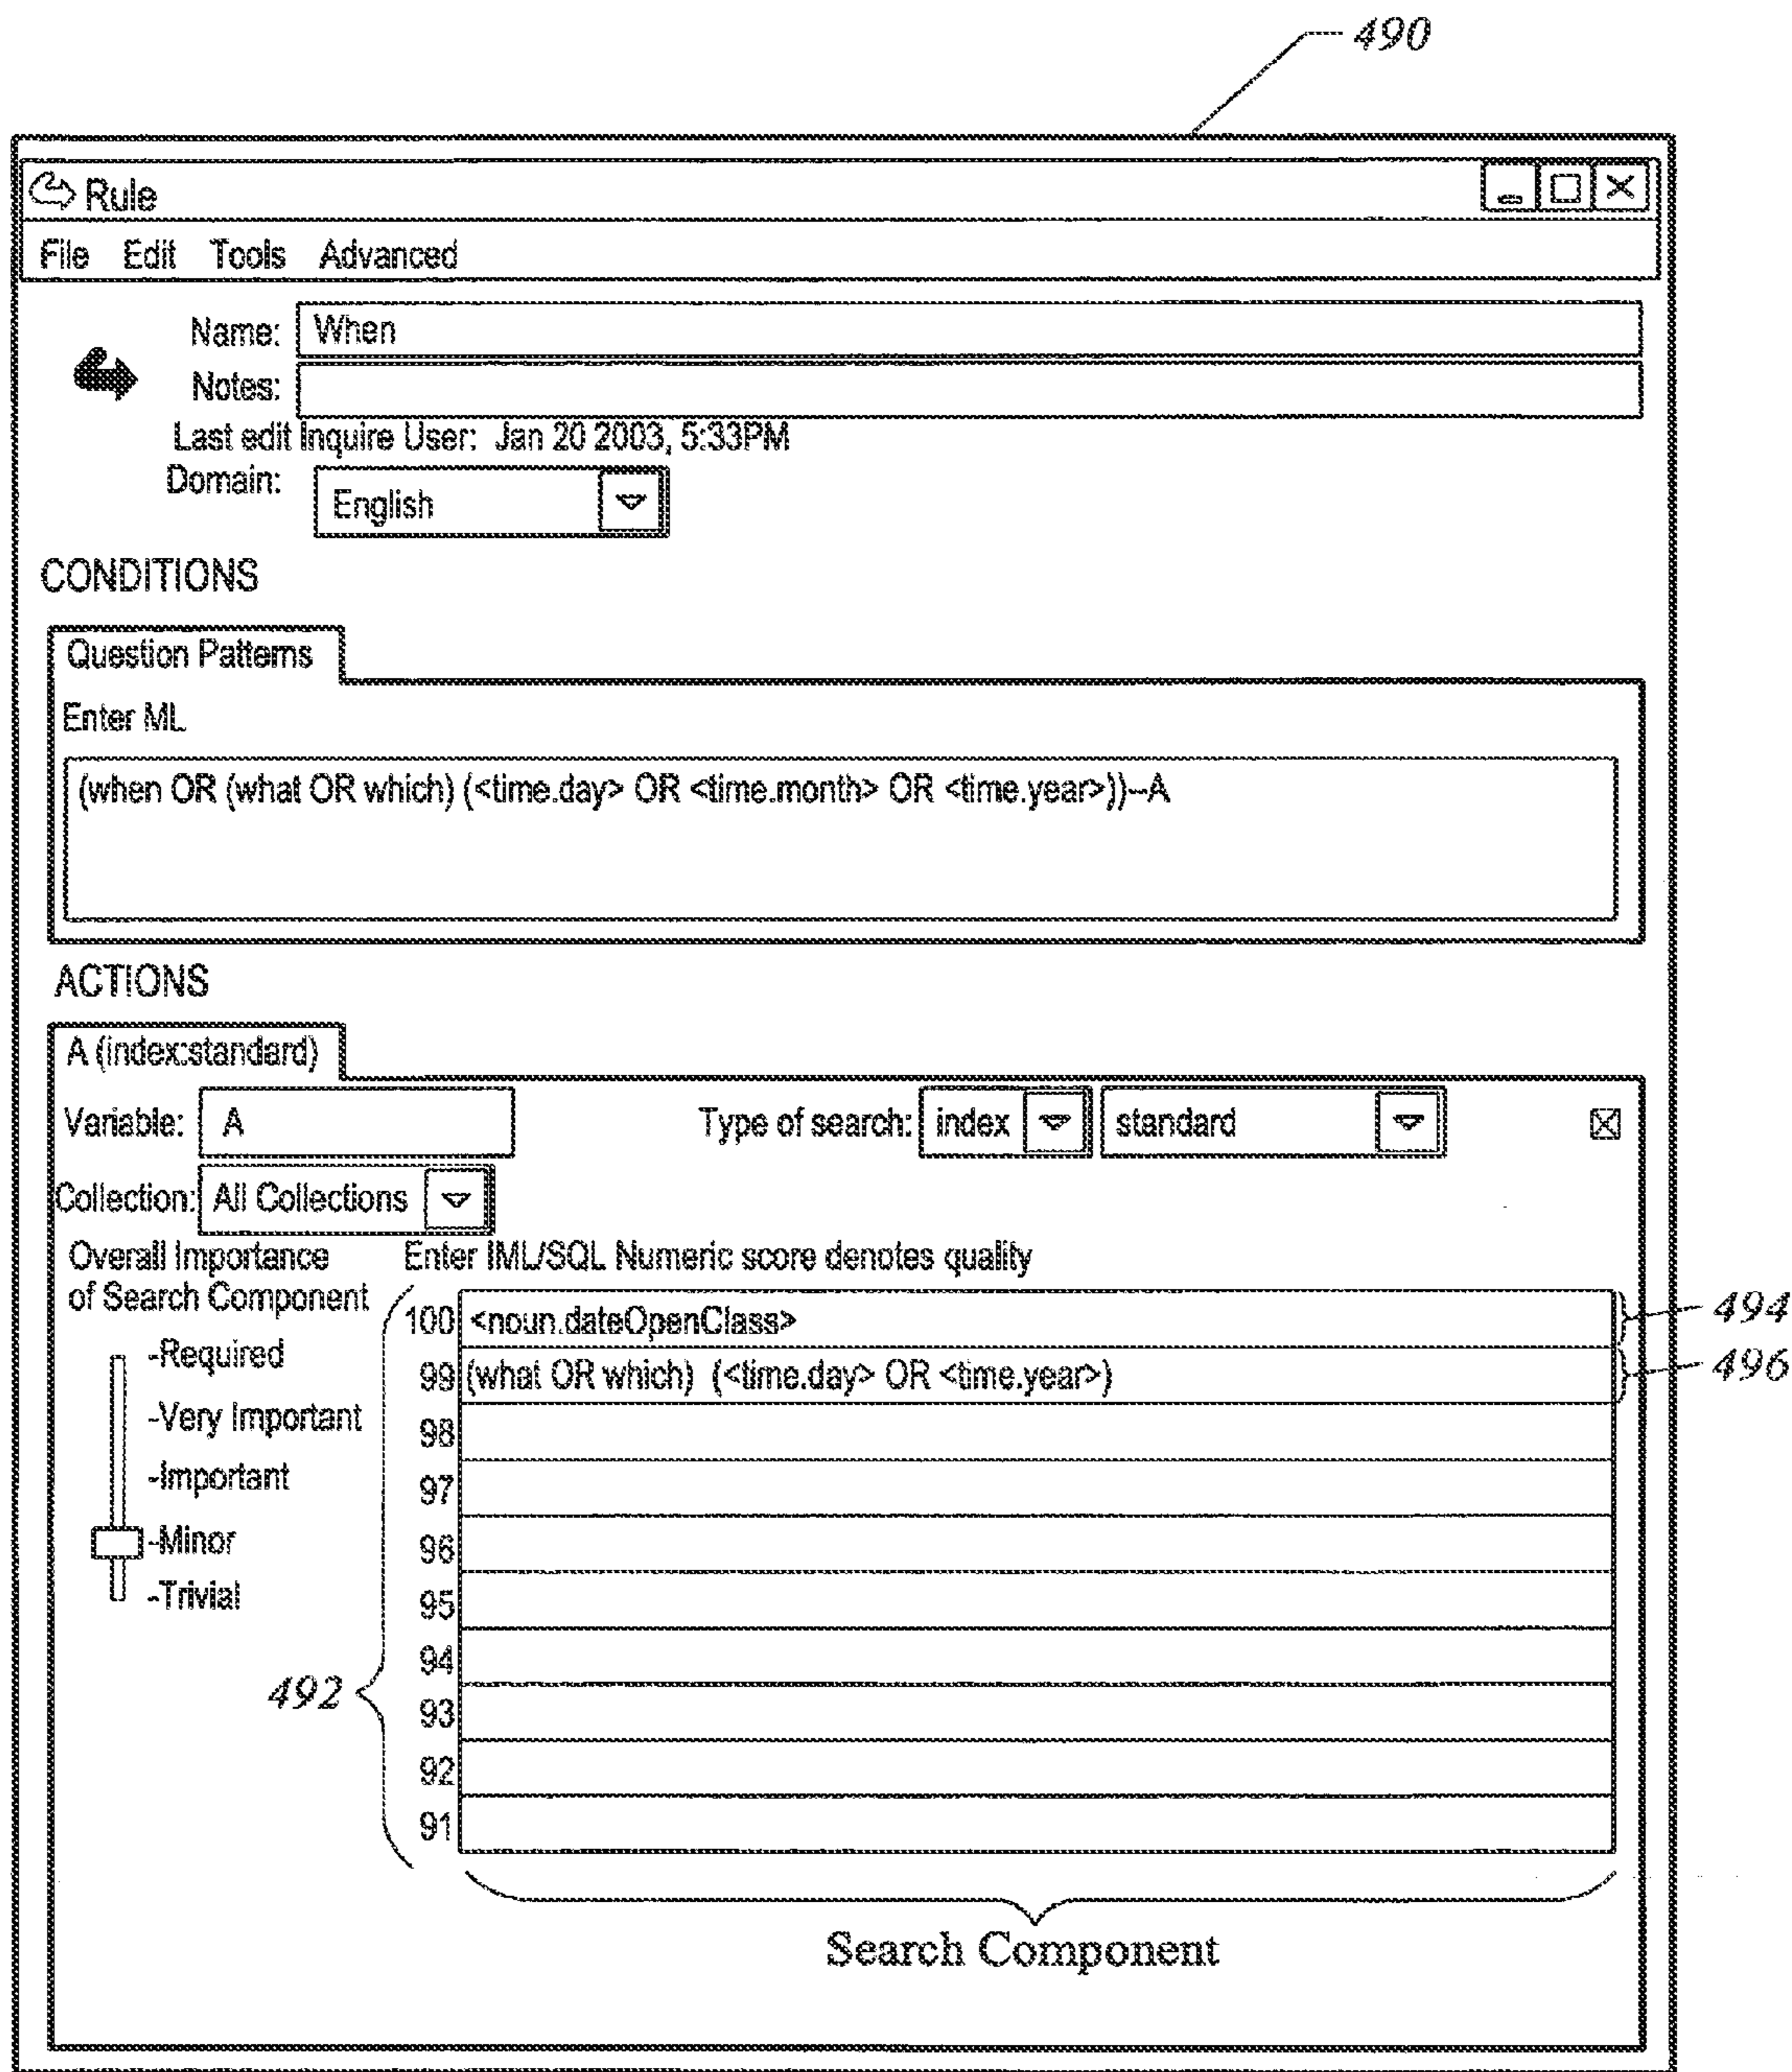 490
Rule
File Edit Tools Advanced
Name: When
Notes:
Last edit Inquire User: Jan 20 2003, 5:33PM
Domain: English
CONDITIONS
Question Patterns
Enter ML
(when OR (what OR which) (<time.day> OR <time.month> OR <time.year>))--A
ACTIONS
A (index:standard)
Variable: A Type of search: index standard
Collection: All Collections
Overall Importance
of Search Component
Enter IML/SQL Numeric score denotes quality
-Required
-Very Important
-Important
-Minor
-Trivial
100 <noun.dateOpenClass> 494
99 (what OR which) (<time.day> OR <time.year>) 496
98
97
96
95
94
492
93
92
91
Search Component